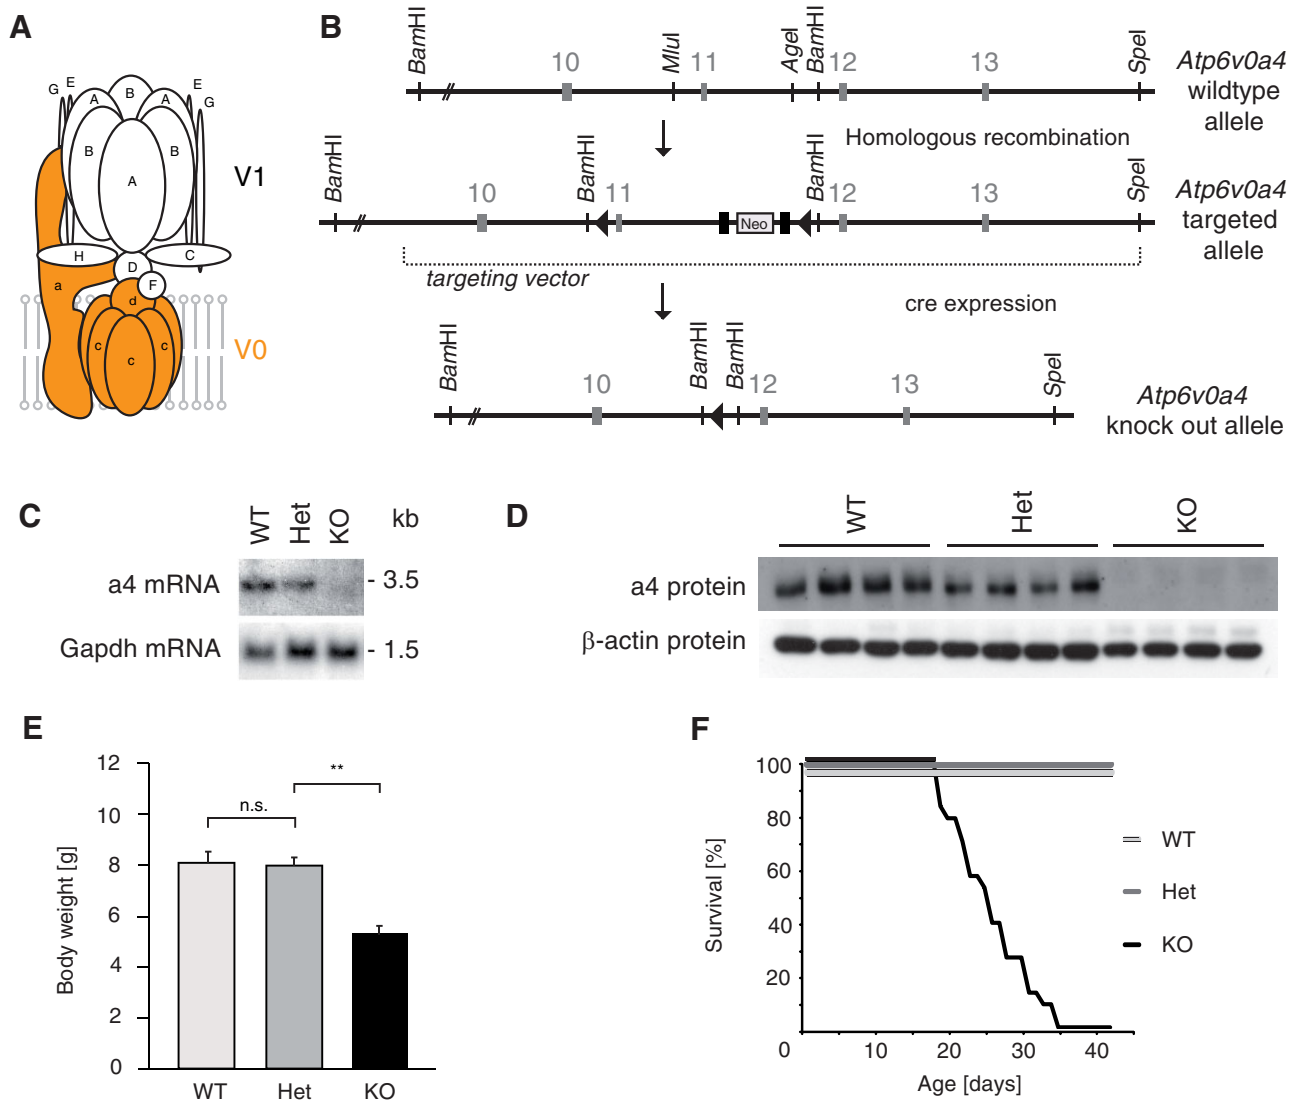 A
G
E
A
B
A
E
G
B
B
A
V1
H
C
D
F
a
d
c
c
c
V0
B
BamHI
10
MluI
11
AgeI
BamHI
12
13
SpeI
Atp6v0a4
wildtype
allele
Homologous recombination
BamHI
10
BamHI
11
Neo
BamHI
12
13
SpeI
Atp6v0a4
targeted
allele
targeting vector
cre expression
BamHI
10
BamHI
BamHI
12
13
SpeI
Atp6v0a4
knock out allele
C
WT
Het
KO
kb
a4 mRNA
- 3.5
Gapdh mRNA
- 1.5
D
WT
Het
KO
a4 protein
β-actin protein
E
Body weight [g]
12
10
8
6
4
2
0
n.s.
**
WT
Het
KO
F
Survival [%]
100
80
60
40
20
0
10
20
30
40
Age [days]
WT
Het
KO